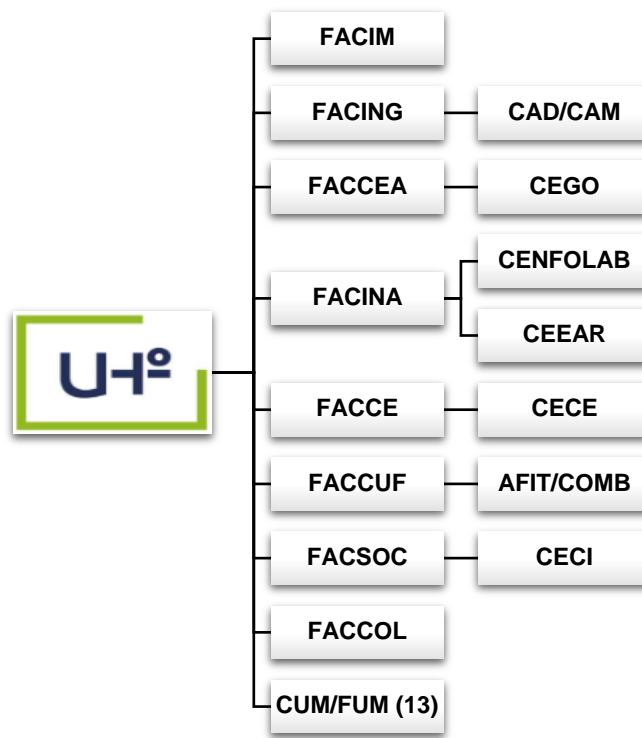 FACIM
FACING
CAD/CAM
FACCEA
CEGO
CENFOLAB
FACINA
CEEAR
UHº
FACCE
CECE
FACCUF
AFIT/COMB
FACSOC
CECI
FACCOL
CUM/FUM (13)